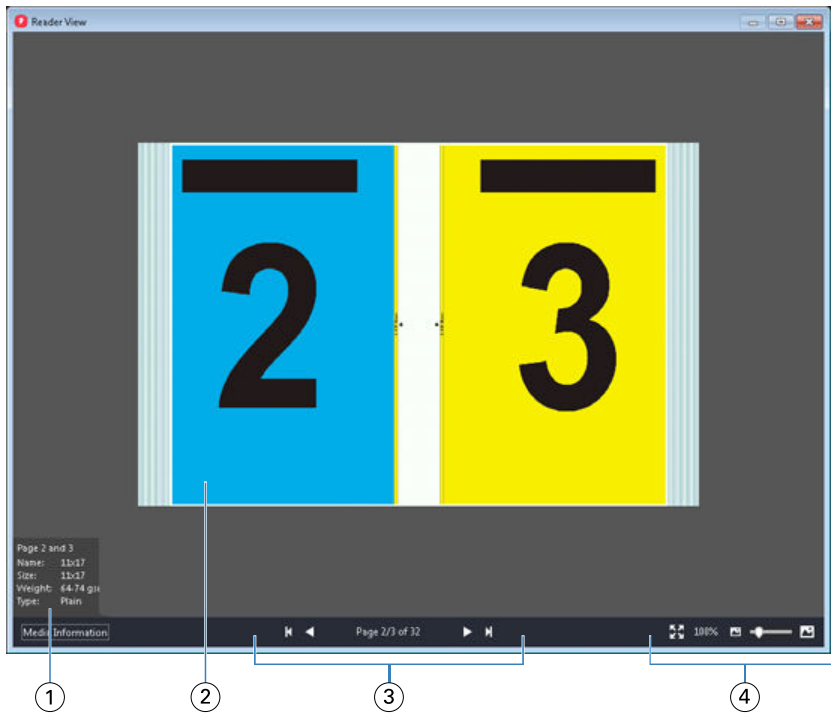 Reader View
2
3
Page 2 and 3
Name: 11x17
Size: 11x17
Weight: 64-74
Type: Plain
Media Information
Page 2/3 of 32
100%
1
2
3
4